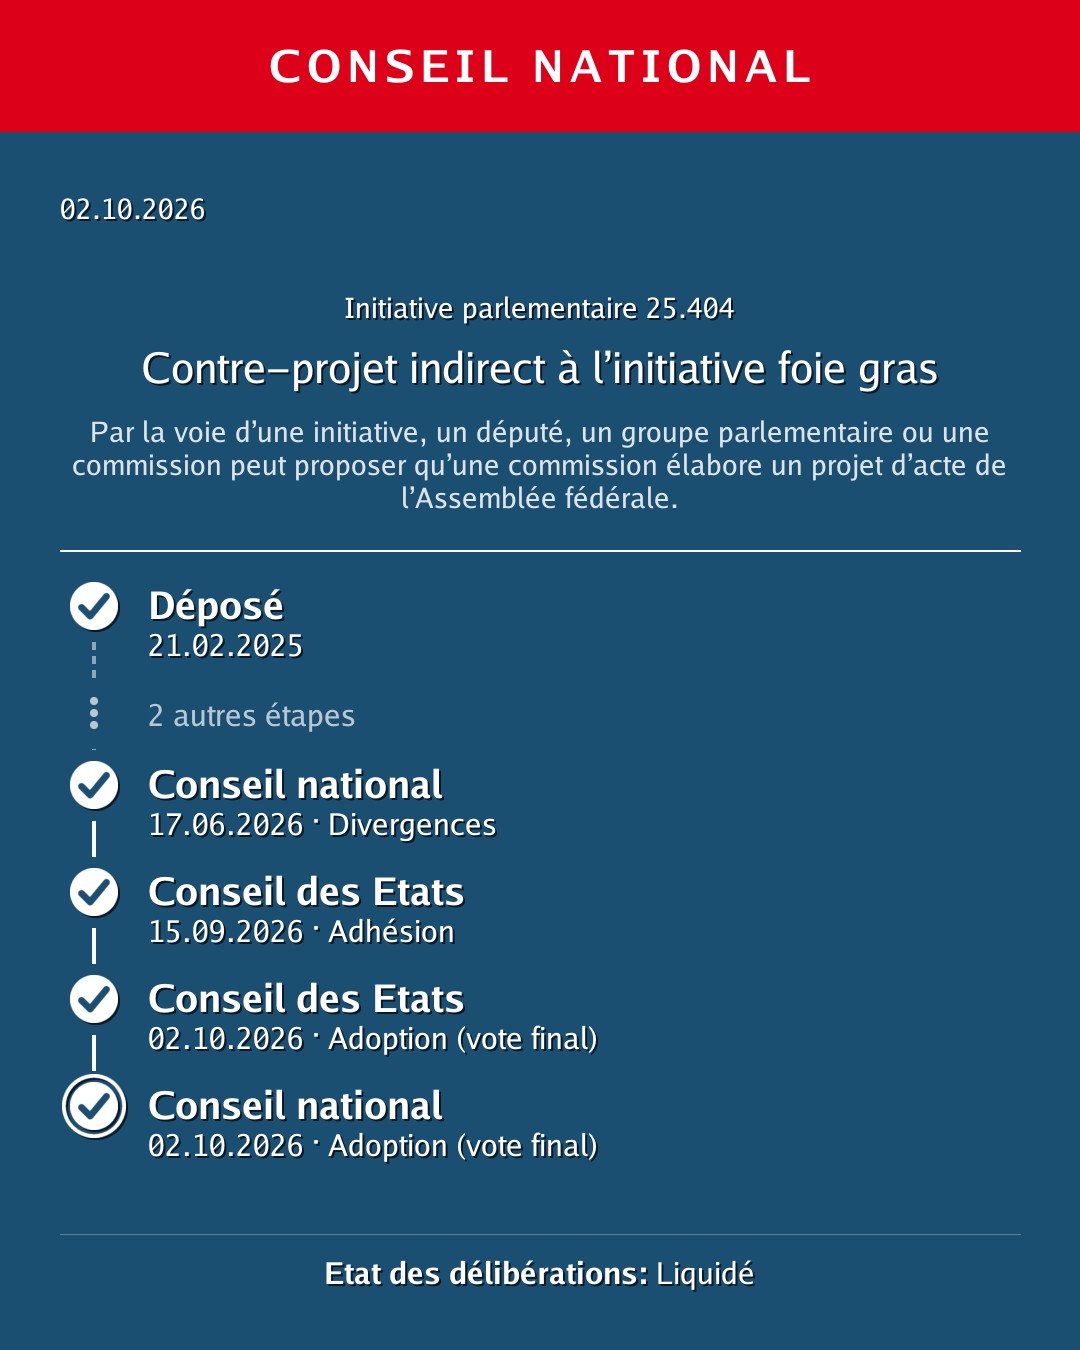 CONSEIL NATIONAL
02.10.2026
Initiative parlementaire 25.404
Contre–projet indirect à l’initiative foie gras
Par la voie d’une initiative, un député, un groupe parlementaire ou une
commission peut proposer qu’une commission élabore un projet d’acte de
l’Assemblée fédérale.
Déposé
21.02.2025
2 autres étapes
Conseil national
17.06.2026 · Divergences
Conseil des Etats
15.09.2026 · Adhésion
Conseil des Etats
02.10.2026 · Adoption (vote final)
Conseil national
02.10.2026 · Adoption (vote final)
Etat des délibérations: Liquidé